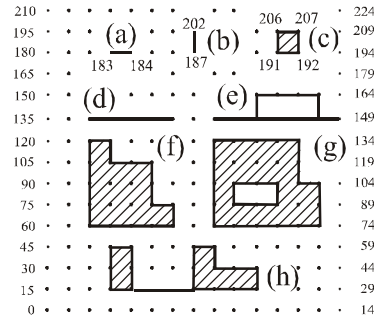 210 202 206 207 224
195 (a) (b) (c) 209
180 194
183 184 187 191 192
165 179
150 (d) (e) 164
135 149
120 (f) (g) 134
105 119
90 104
75 89
60 74
45 59
30 (h) 44
15 29
0 14